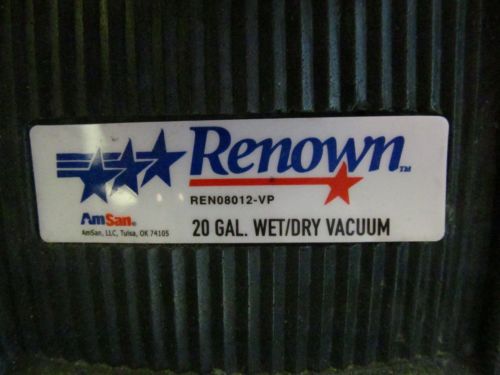 Renown™
REN08012-VP
AmSan®
AmSan, LLC, Tulsa, OK 74105
20 GAL. WET/DRY VACUUM